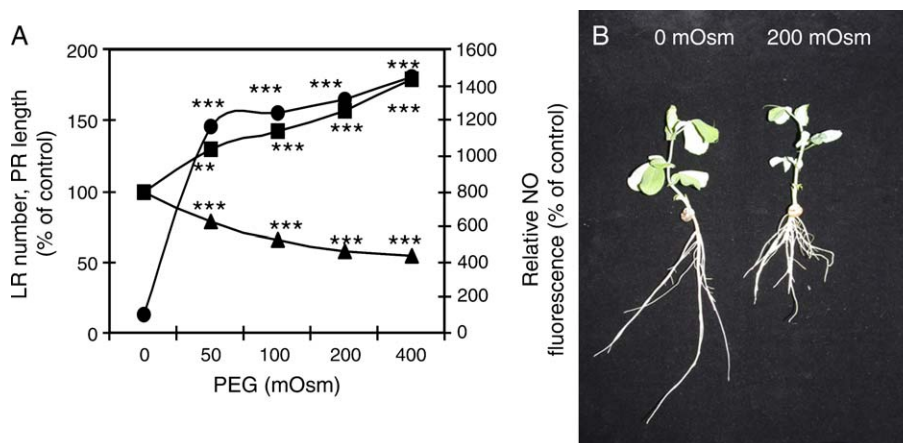 A
LR number, PR length
(% of control)
200
150
100
50
0
***
***
***
***
**
***
***
***
***
***
***
***
1600
1400
1200
1000
800
600
400
200
0
Relative NO
fluorescence (% of control)
0 50 100 200 400
PEG (mOsm)
B
0 mOsm 200 mOsm